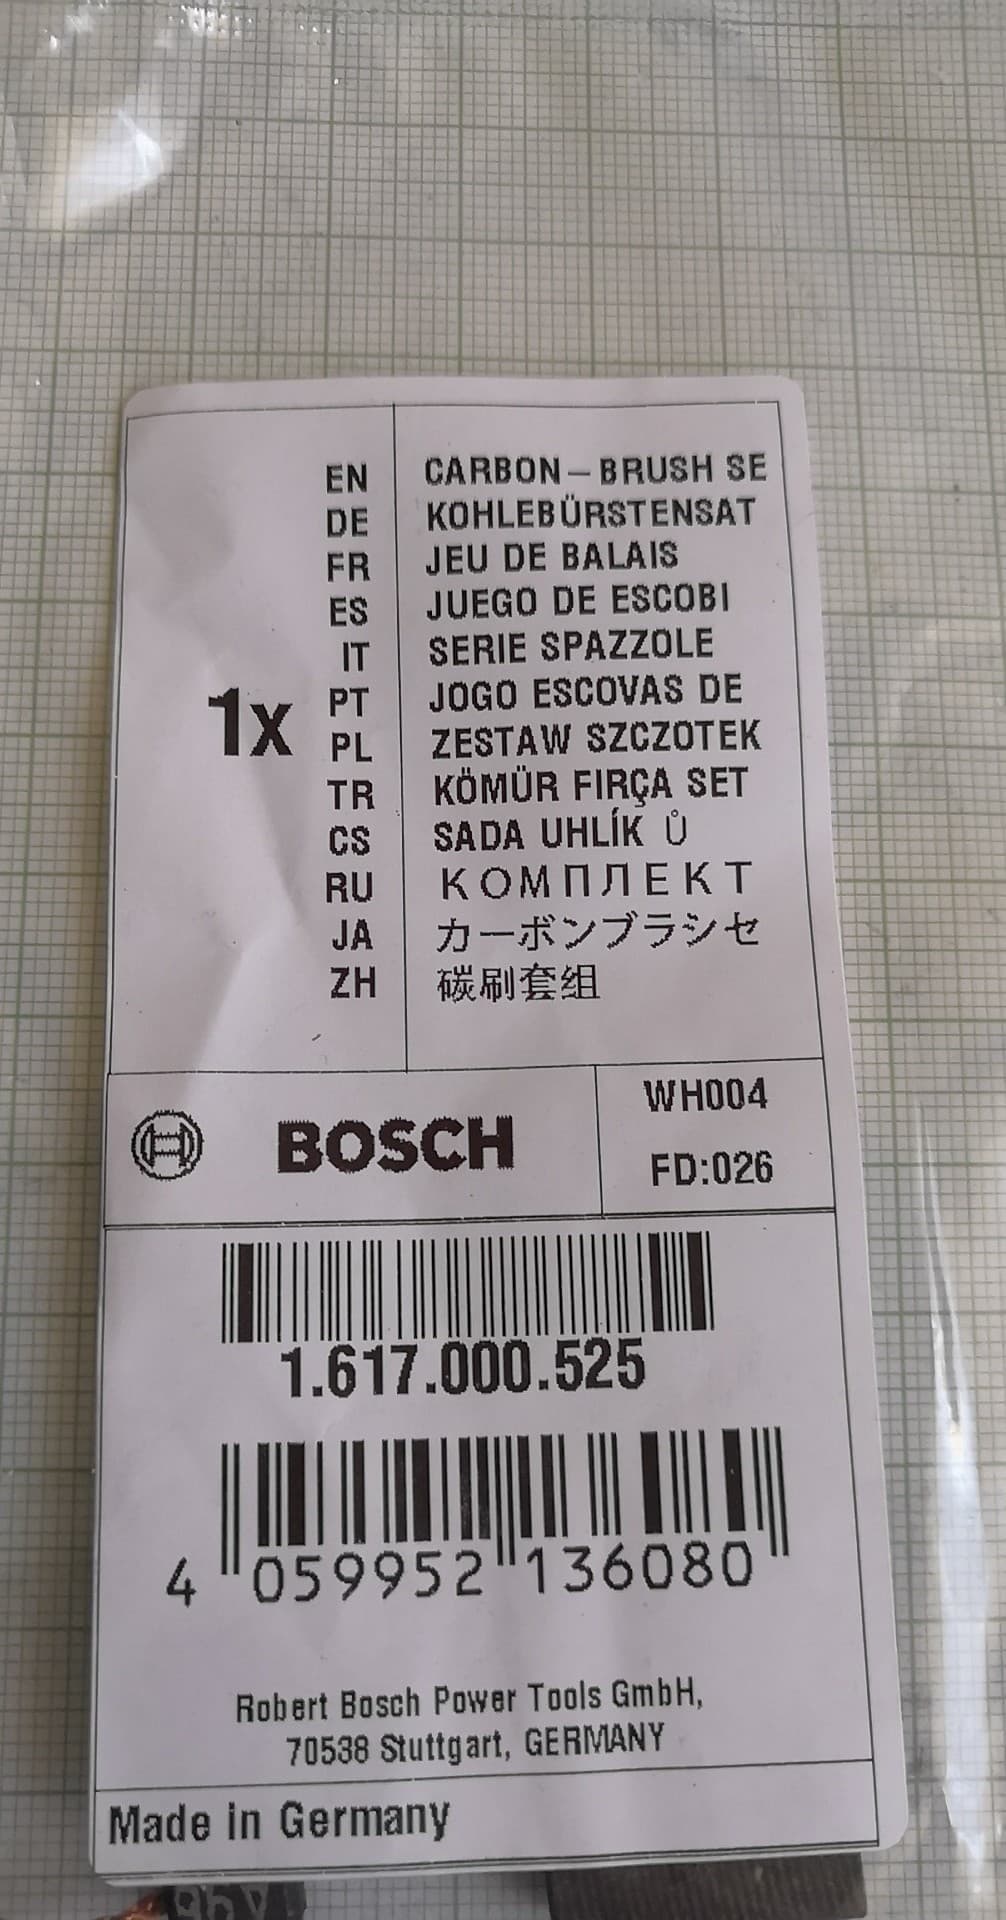 EN CARBON–BRUSH SE
DE KOHLEBÜRSTENSAT
FR JEU DE BALAIS
ES JUEGO DE ESCOBI
IT SERIE SPAZZOLE
1x
PT JOGO ESCOVAS DE
PL ZESTAW SZCZOTEK
TR KÖMÜR FIRÇA SET
CS SADA UHLÍK Ů
RU КОМПЛЕКТ
JA カーボンブラシセ
ZH 碳刷套组
BOSCH
WH004
FD:026
1.617.000.525
4 059952 136080
Robert Bosch Power Tools GmbH,
70538 Stuttgart, GERMANY
Made in Germany